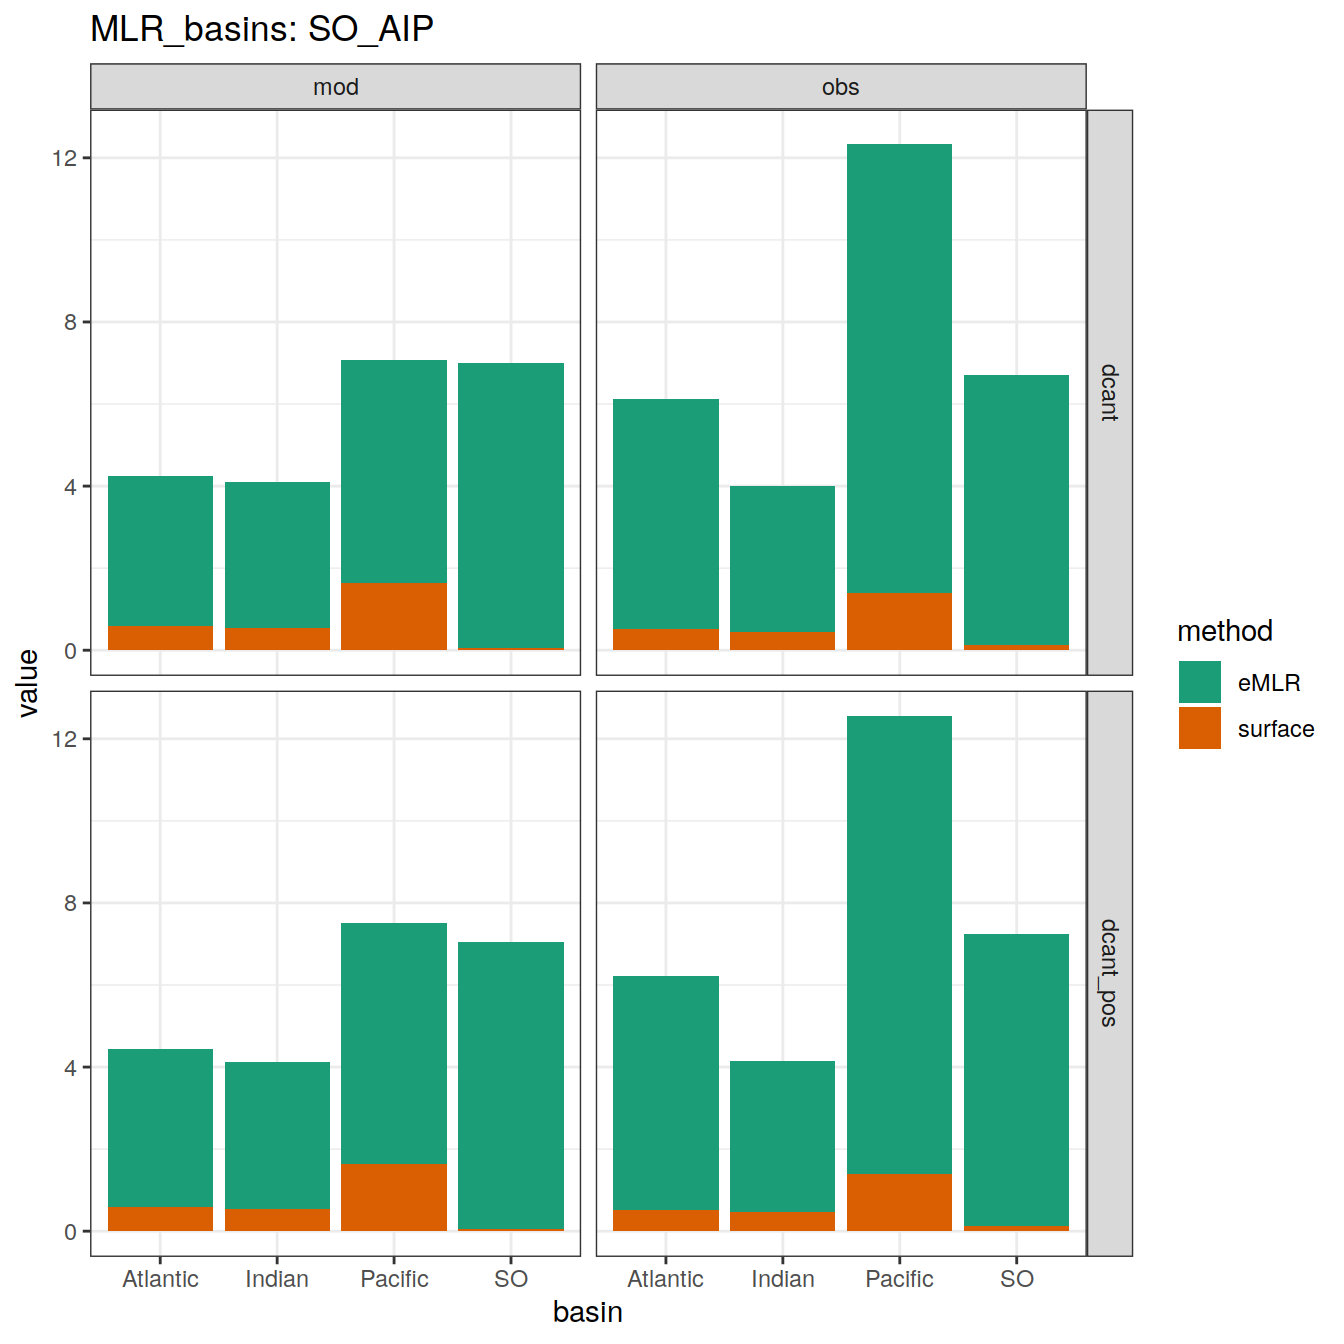 MLR_basins: SO_AIP
mod
obs
12
8
4
0
dcant
12
8
4
0
dcant_pos
value
Atlantic
Indian
Pacific
SO
Atlantic
Indian
Pacific
SO
basin
method
eMLR
surface